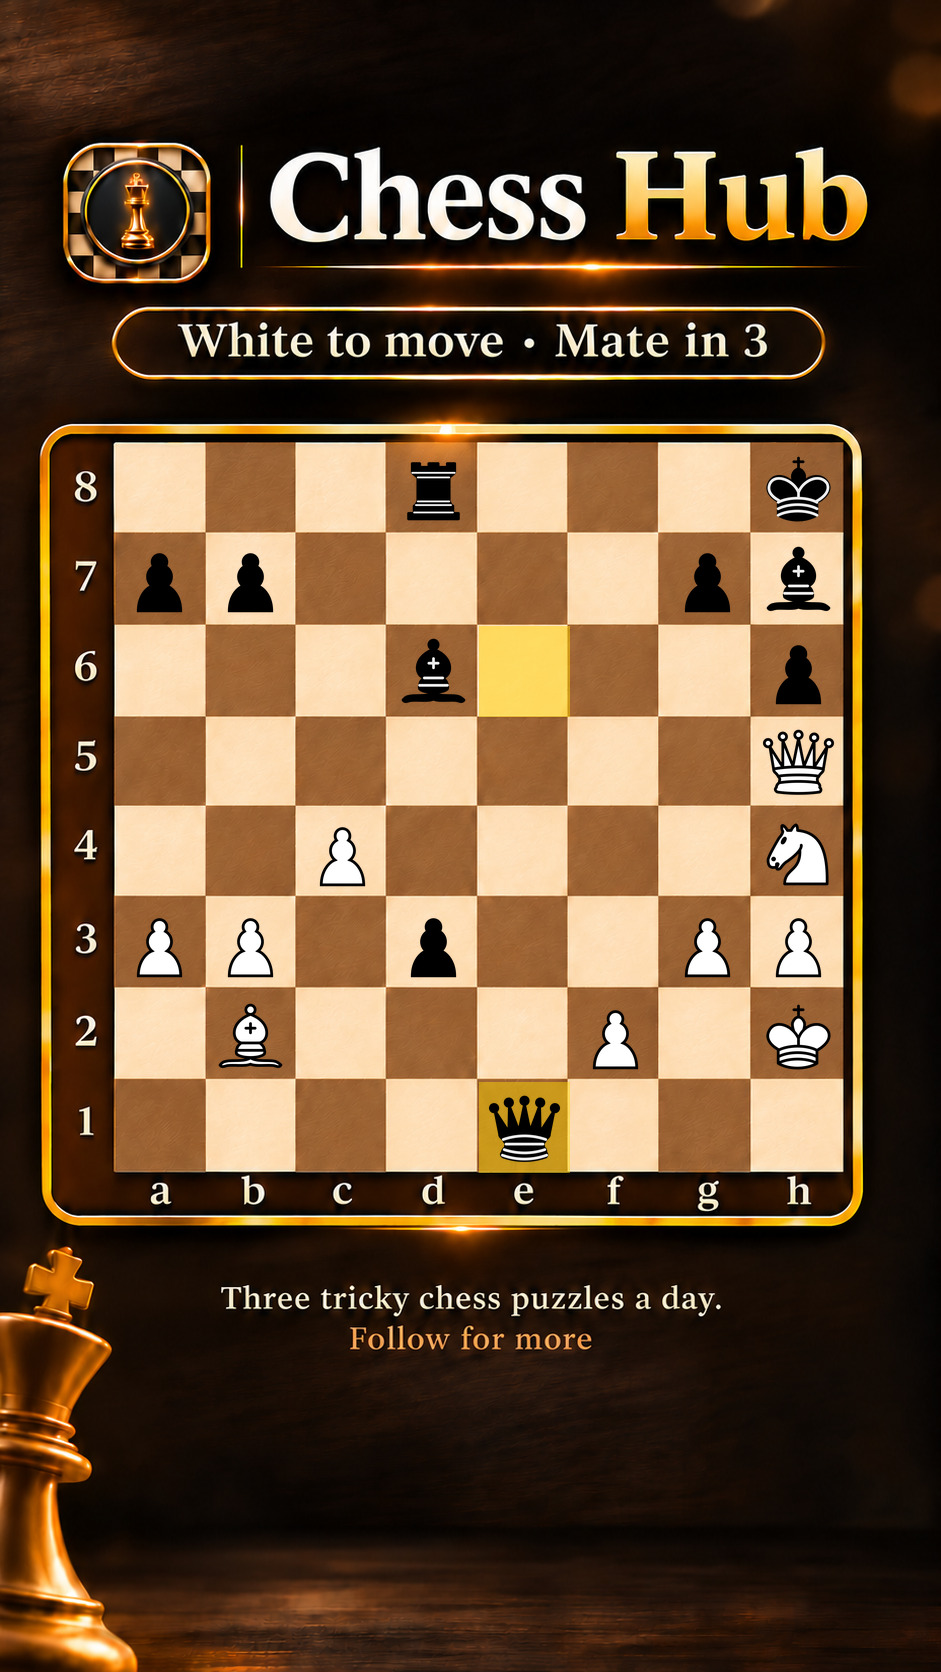 Chess Hub
White to move • Mate in 3
8
7
6
5
4
3
2
1
a b c d e f g h
Three tricky chess puzzles a day.
Follow for more